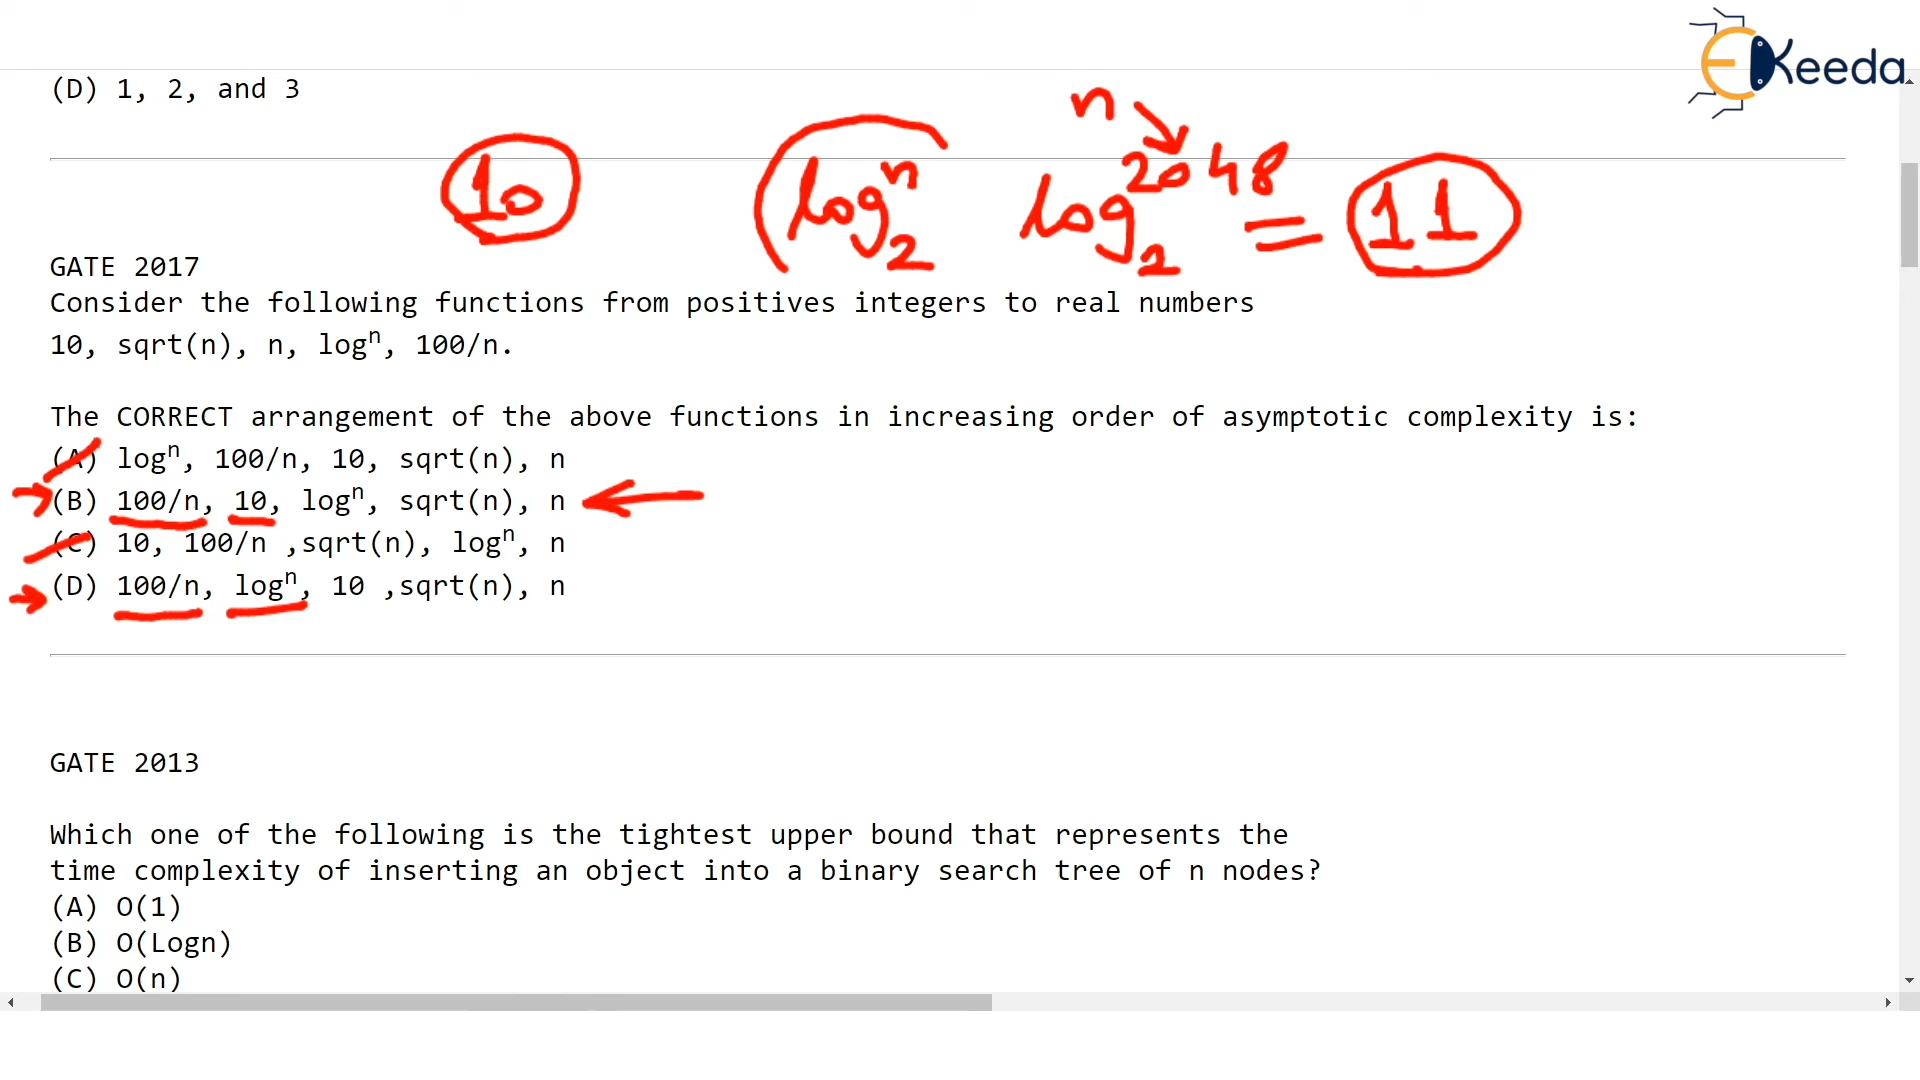 EKeeda
(D) 1, 2, and 3
n
10 logⁿ₂ log²⁰⁴⁸₂ = 11
GATE 2017
Consider the following functions from positives integers to real numbers
10, sqrt(n), n, logⁿ, 100/n.
The CORRECT arrangement of the above functions in increasing order of asymptotic complexity is:
(A) logⁿ, 100/n, 10, sqrt(n), n
(B) 100/n, 10, logⁿ, sqrt(n), n
(C) 10, 100/n ,sqrt(n), logⁿ, n
(D) 100/n, logⁿ, 10 ,sqrt(n), n
GATE 2013
Which one of the following is the tightest upper bound that represents the
time complexity of inserting an object into a binary search tree of n nodes?
(A) O(1)
(B) O(Logn)
(C) O(n)